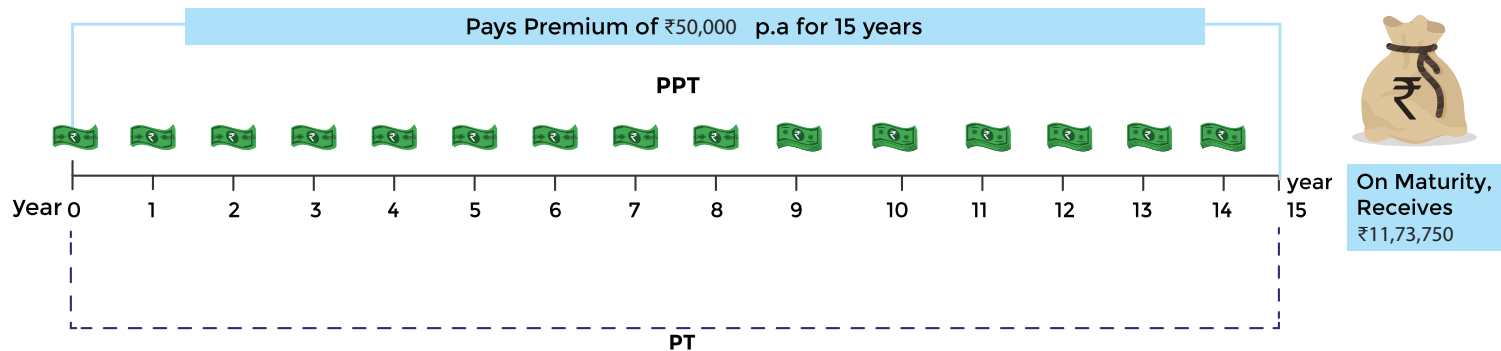 Pays Premium of ₹50,000 p.a for 15 years
PPT
₹ ₹ ₹ ₹ ₹ ₹ ₹ ₹ ₹ ₹ ₹ ₹ ₹ ₹ ₹
₹
Year 0 1 2 3 4 5 6 7 8 9 10 11 12 13 14 15
year
On Maturity,
Receives
₹11,73,750
PT